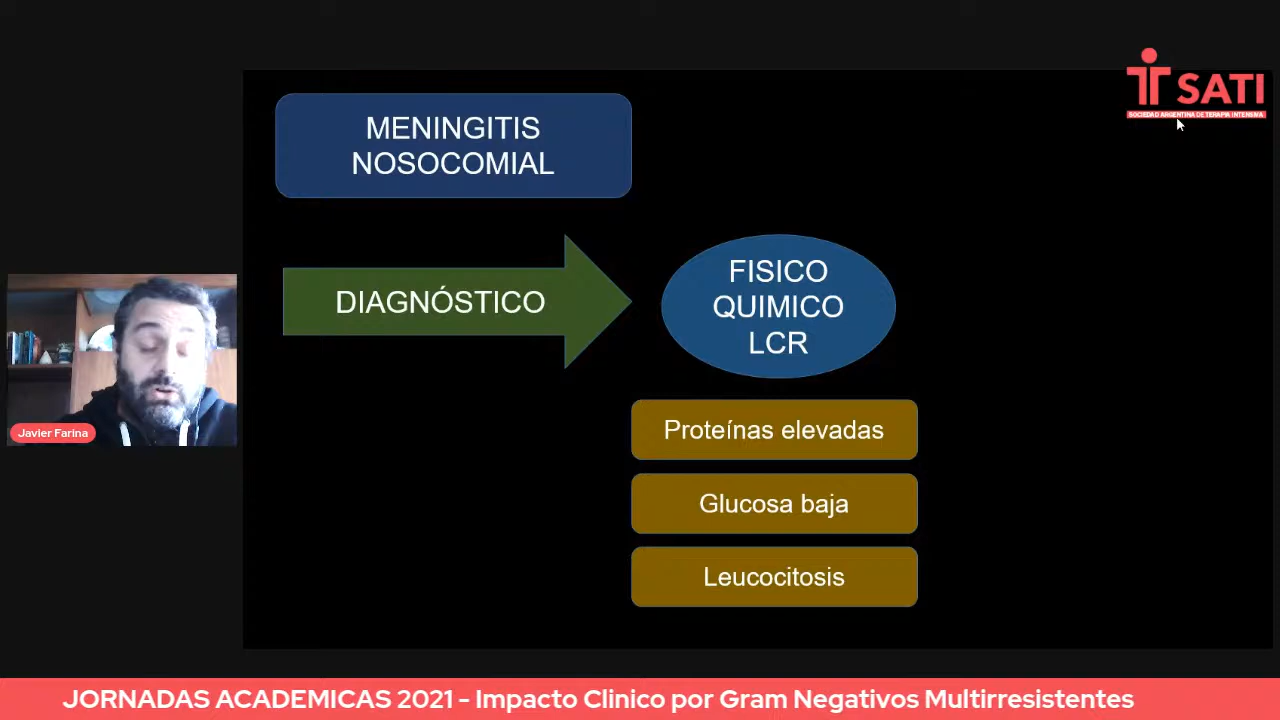 SATI
SOCIEDAD ARGENTINA DE TERAPIA INTENSIVA
MENINGITIS
NOSOCOMIAL
DIAGNÓSTICO
FISICO
QUIMICO
LCR
Proteínas elevadas
Glucosa baja
Leucocitosis
Javier Farina
JORNADAS ACADEMICAS 2021 - Impacto Clinico por Gram Negativos Multirresistentes